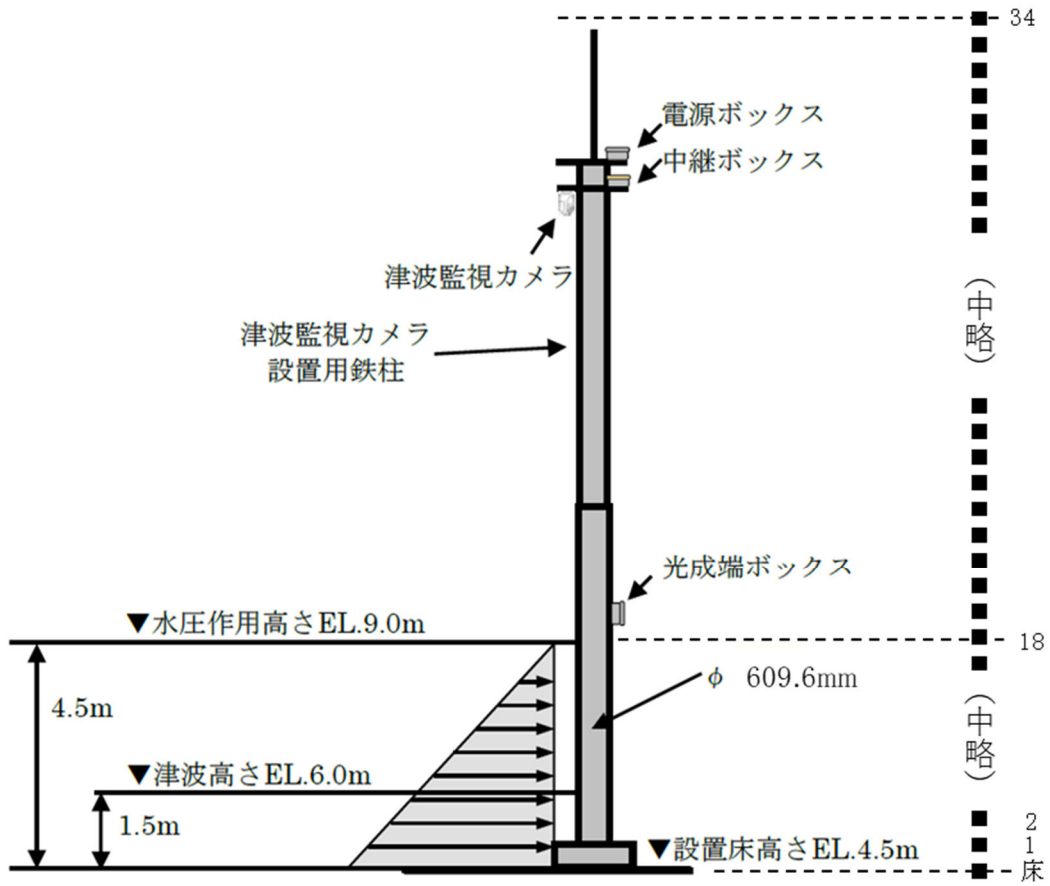 34
電源ボックス
中継ボックス
津波監視カメラ
津波監視カメラ
設置用鉄柱
(中略)
光成端ボックス
▼水圧作用高さEL.9.0m
18
φ 609.6mm
4.5m
(中略)
▼津波高さEL.6.0m
1.5m
2
▼設置床高さEL.4.5m
1
床